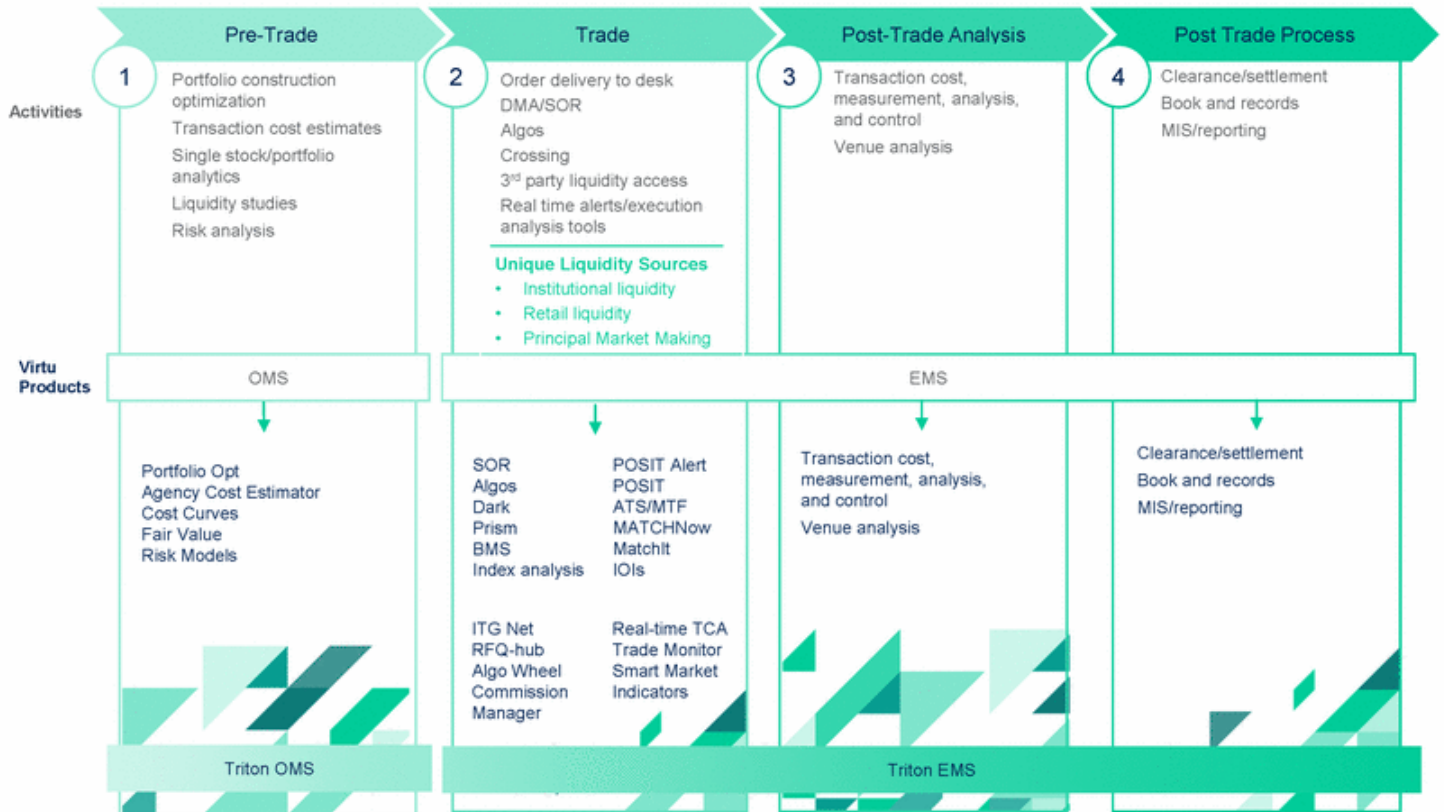 Pre-Trade
Trade
Post-Trade Analysis
Post Trade Process
Activities
1
Portfolio construction
optimization
Transaction cost estimates
Single stock/portfolio
analytics
Liquidity studies
Risk analysis
2
Order delivery to desk
DMA/SOR
Algos
Crossing
3rd party liquidity access
Real time alerts/execution
analysis tools
Unique Liquidity Sources
• Institutional liquidity
• Retail liquidity
• Principal Market Making
3
Transaction cost,
measurement, analysis,
and control
Venue analysis
4
Clearance/settlement
Book and records
MIS/reporting
Virtu
Products
OMS
EMS
Portfolio Opt
Agency Cost Estimator
Cost Curves
Fair Value
Risk Models
SOR
Algos
Dark
Prism
BMS
Index analysis
POSIT Alert
POSIT
ATS/MTF
MATCHNow
MatchIt
IOIs
ITG Net
RFQ-hub
Algo Wheel
Commission
Manager
Real-time TCA
Trade Monitor
Smart Market
Indicators
Transaction cost,
measurement, analysis,
and control
Venue analysis
Clearance/settlement
Book and records
MIS/reporting
Triton OMS
Triton EMS